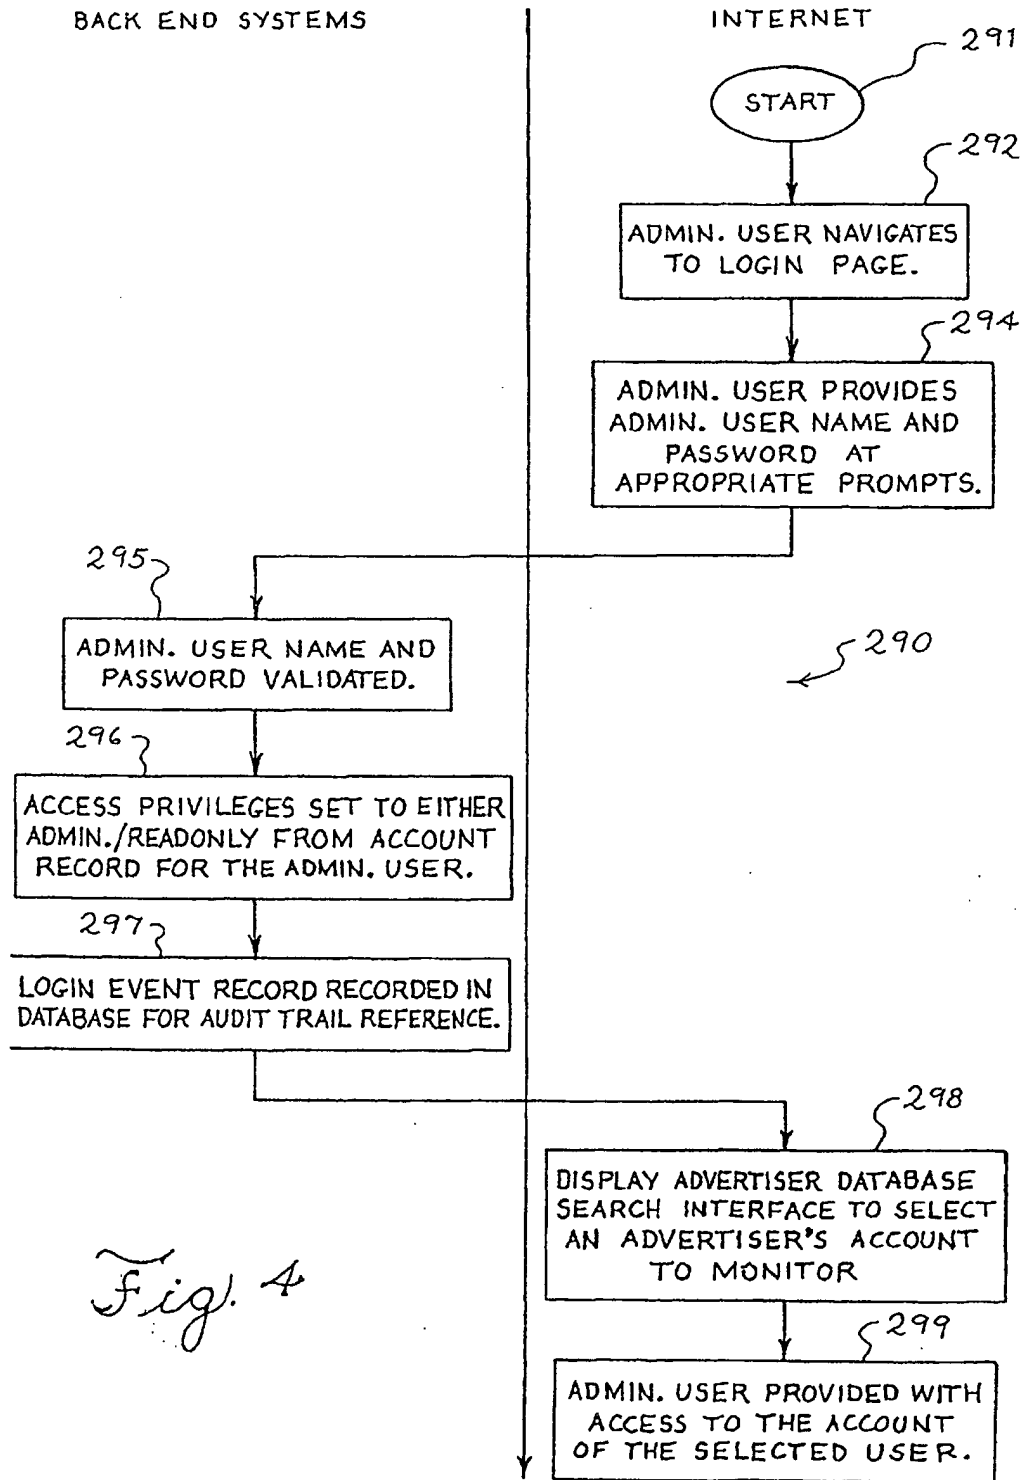 BACK END SYSTEMS
INTERNET
291
START
292
ADMIN. USER NAVIGATES
TO LOGIN PAGE.
294
ADMIN. USER PROVIDES
ADMIN. USER NAME AND
PASSWORD AT
APPROPRIATE PROMPTS.
295
ADMIN. USER NAME AND
PASSWORD VALIDATED.
290
296
ACCESS PRIVILEGES SET TO EITHER
ADMIN./READONLY FROM ACCOUNT
RECORD FOR THE ADMIN. USER.
297
LOGIN EVENT RECORD RECORDED IN
DATABASE FOR AUDIT TRAIL REFERENCE.
298
DISPLAY ADVERTISER DATABASE
SEARCH INTERFACE TO SELECT
AN ADVERTISER'S ACCOUNT
TO MONITOR
299
ADMIN. USER PROVIDED WITH
ACCESS TO THE ACCOUNT
OF THE SELECTED USER.
Fig. 4